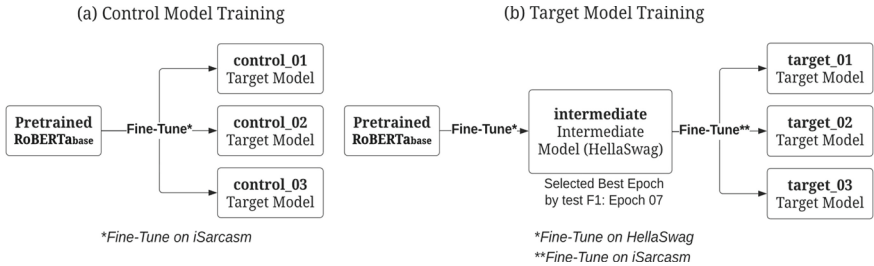 (a) Control Model Training
control_01
Target Model
Pretrained
RoBERTabase
Fine-Tune*
control_02
Target Model
control_03
Target Model
*Fine-Tune on iSarcasm
(b) Target Model Training
Pretrained
RoBERTabase
Fine-Tune*
intermediate
Intermediate
Model (HellaSwag)
Selected Best Epoch
by test F1: Epoch 07
Fine-Tune**
target_01
Target Model
target_02
Target Model
target_03
Target Model
*Fine-Tune on HellaSwag
**Fine-Tune on iSarcasm